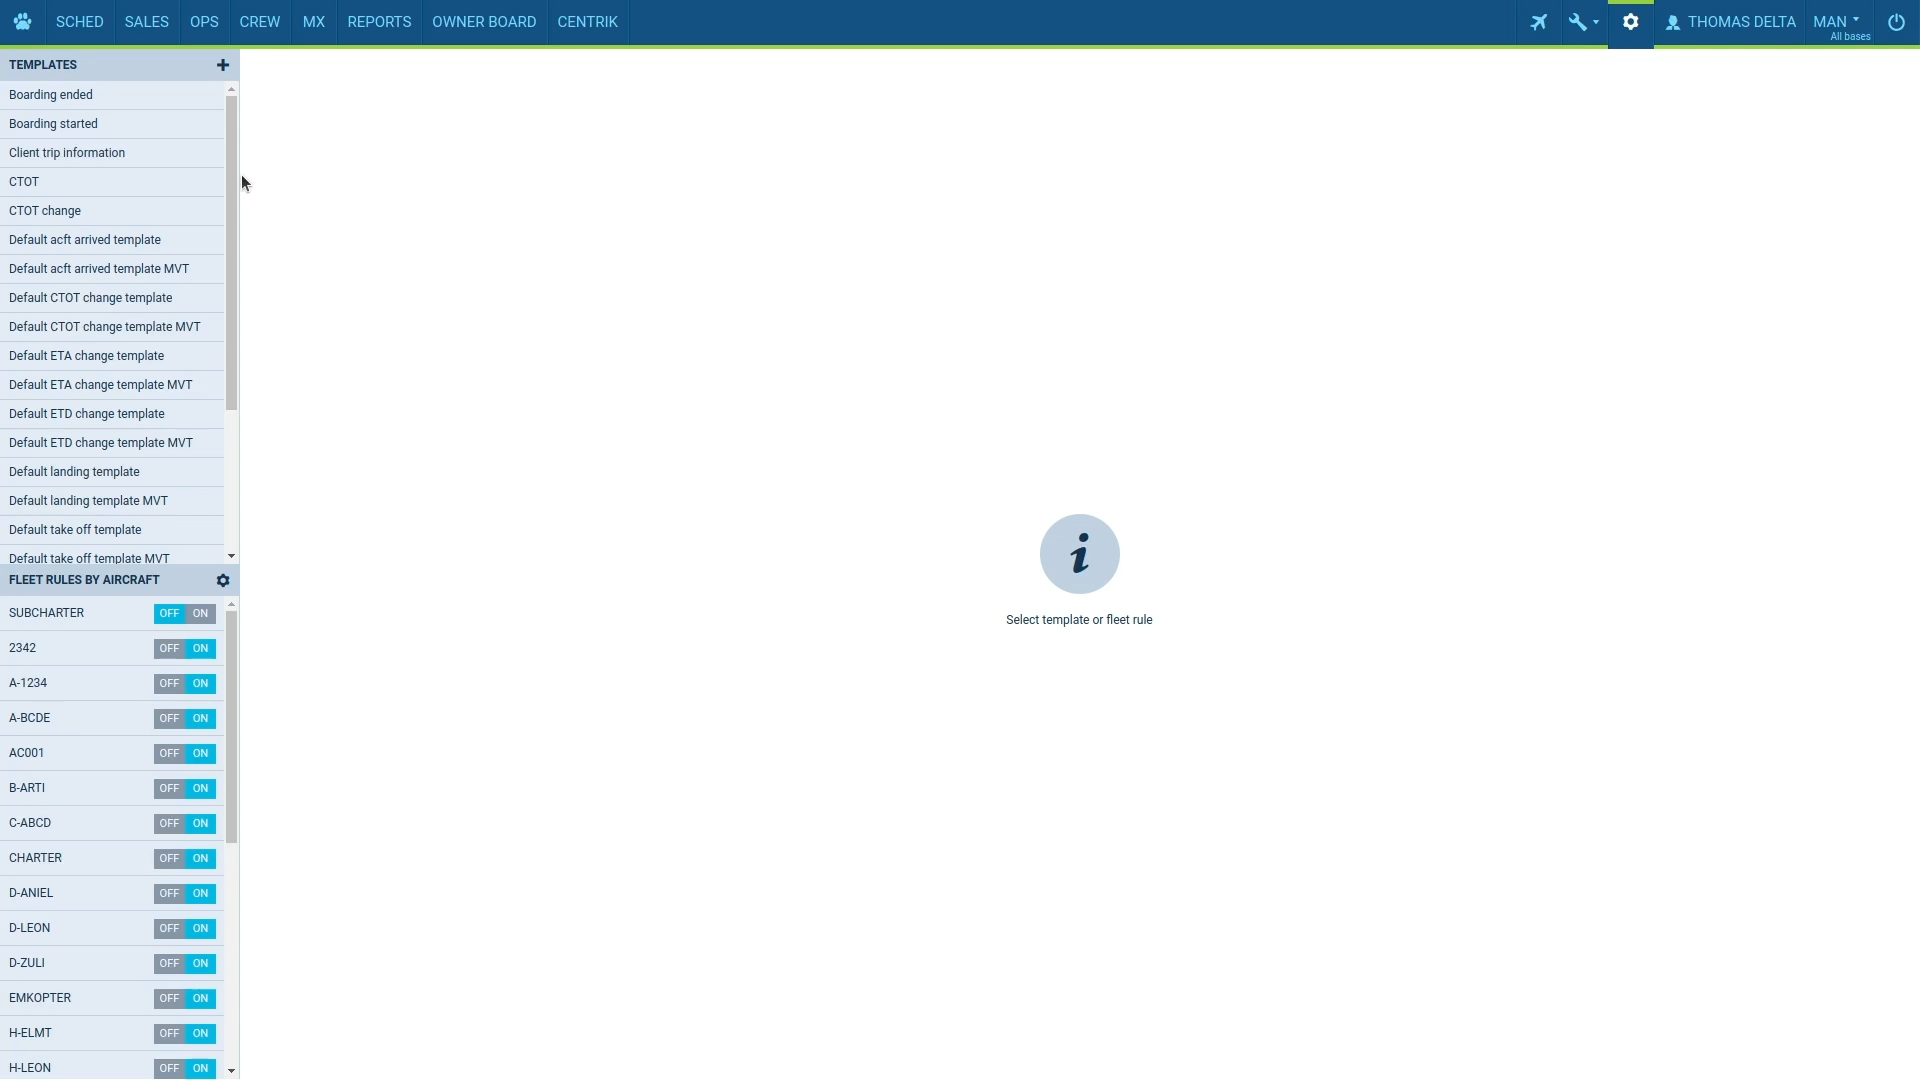 SCHED SALES OPS CREW MX REPORTS OWNER BOARD CENTRIK THOMAS DELTA MAN
All bases
TEMPLATES
Boarding ended
Boarding started
Client trip information
CTOT
CTOT change
Default acft arrived template
Default acft arrived template MVT
Default CTOT change template
Default CTOT change template MVT
Default ETA change template
Default ETA change template MVT
Default ETD change template
Default ETD change template MVT
Default landing template
Default landing template MVT
Default take off template
Default take off template MVT
FLEET RULES BY AIRCRAFT
SUBCHARTER OFF ON
2342 OFF ON
A-1234 OFF ON
A-BCDE OFF ON
AC001 OFF ON
B-ARTI OFF ON
C-ABCD OFF ON
CHARTER OFF ON
D-ANIEL OFF ON
D-LEON OFF ON
D-ZULI OFF ON
EMKOPTER OFF ON
H-ELMT OFF ON
H-LEON OFF ON
i
Select template or fleet rule